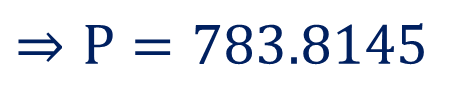 ⇒ P = 783.8145